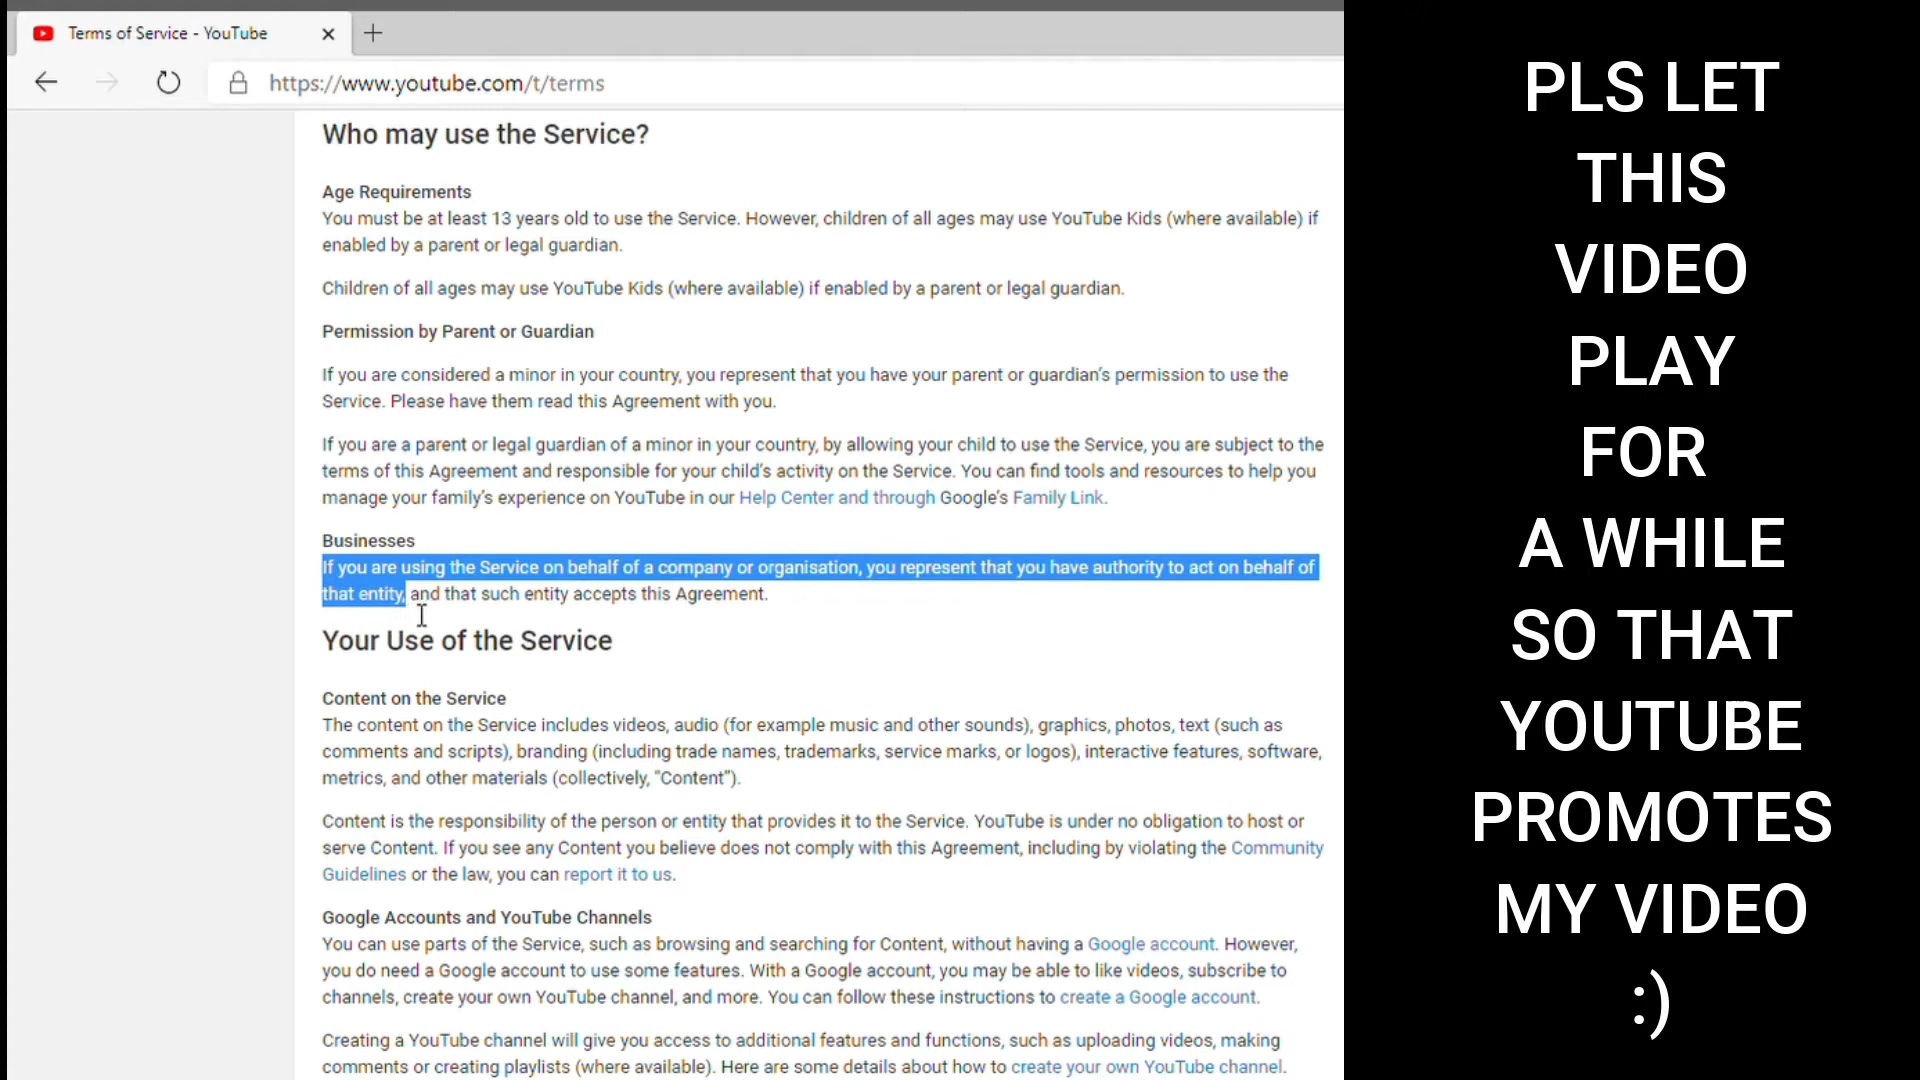 Terms of Service - YouTube
https://www.youtube.com/t/terms
Who may use the Service?
Age Requirements
You must be at least 13 years old to use the Service. However, children of all ages may use YouTube Kids (where available) if
enabled by a parent or legal guardian.
Children of all ages may use YouTube Kids (where available) if enabled by a parent or legal guardian.
Permission by Parent or Guardian
If you are considered a minor in your country, you represent that you have your parent or guardian's permission to use the
Service. Please have them read this Agreement with you.
If you are a parent or legal guardian of a minor in your country, by allowing your child to use the Service, you are subject to the
terms of this Agreement and responsible for your child's activity on the Service. You can find tools and resources to help you
manage your family's experience on YouTube in our Help Center and through Google's Family Link.
Businesses
If you are using the Service on behalf of a company or organisation, you represent that you have authority to act on behalf of
that entity, and that such entity accepts this Agreement.
Your Use of the Service
Content on the Service
The content on the Service includes videos, audio (for example music and other sounds), graphics, photos, text (such as
comments and scripts), branding (including trade names, trademarks, service marks, or logos), interactive features, software,
metrics, and other materials (collectively, "Content").
Content is the responsibility of the person or entity that provides it to the Service. YouTube is under no obligation to host or
serve Content. If you see any Content you believe does not comply with this Agreement, including by violating the Community
Guidelines or the law, you can report it to us.
Google Accounts and YouTube Channels
You can use parts of the Service, such as browsing and searching for Content, without having a Google account. However,
you do need a Google account to use some features. With a Google account, you may be able to like videos, subscribe to
channels, create your own YouTube channel, and more. You can follow these instructions to create a Google account.
Creating a YouTube channel will give you access to additional features and functions, such as uploading videos, making
comments or creating playlists (where available). Here are some details about how to create your own YouTube channel.
PLS LET
THIS
VIDEO
PLAY
FOR
A WHILE
SO THAT
YOUTUBE
PROMOTES
MY VIDEO
:)